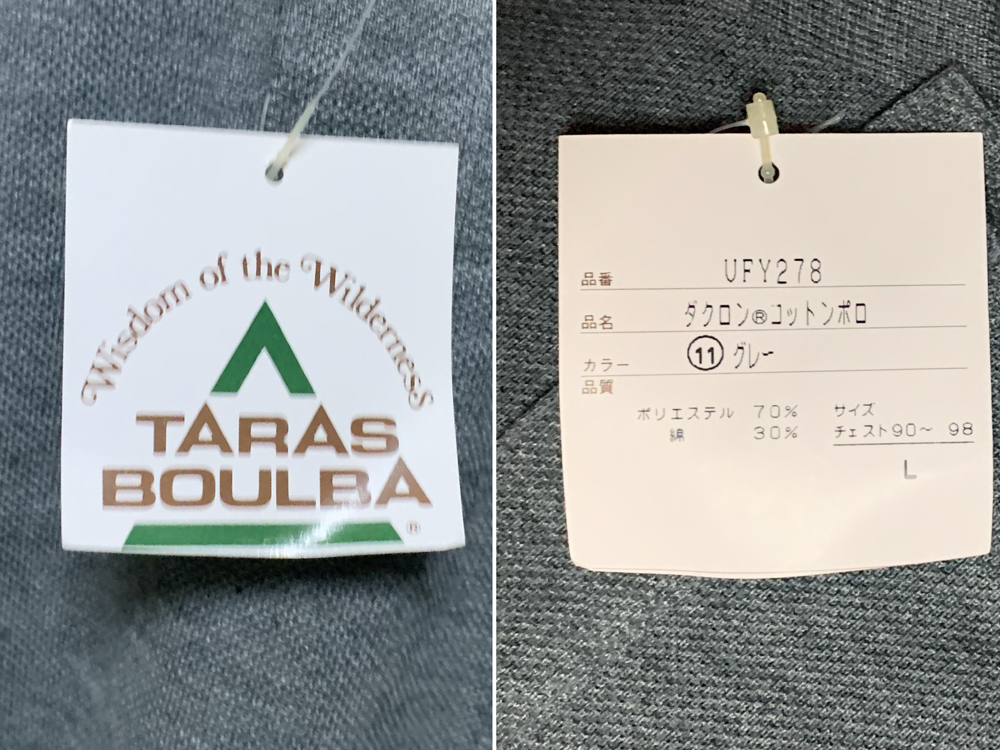 Wisdom of the Wilderness
TARAS
BOULBA
®
品番 UFY278
品名 ダクロン®コットンポロ
カラー ⑪ グレー
品質
ポリエステル 70% サイズ
綿 30% チェスト90〜 98
L